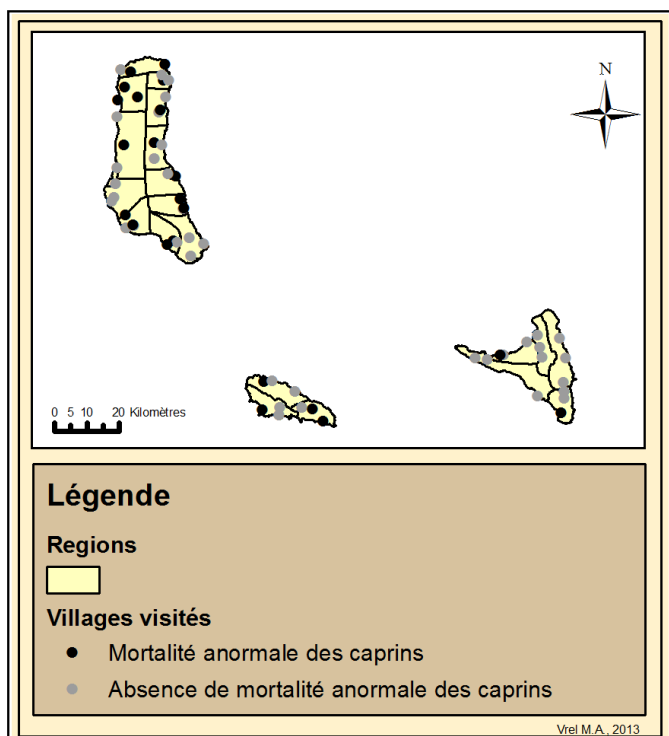 N
0 5 10 20 Kilomètres
Légende
Regions
Villages visités
Mortalité anormale des caprins
Absence de mortalité anormale des caprins
Vrel M.A., 2013